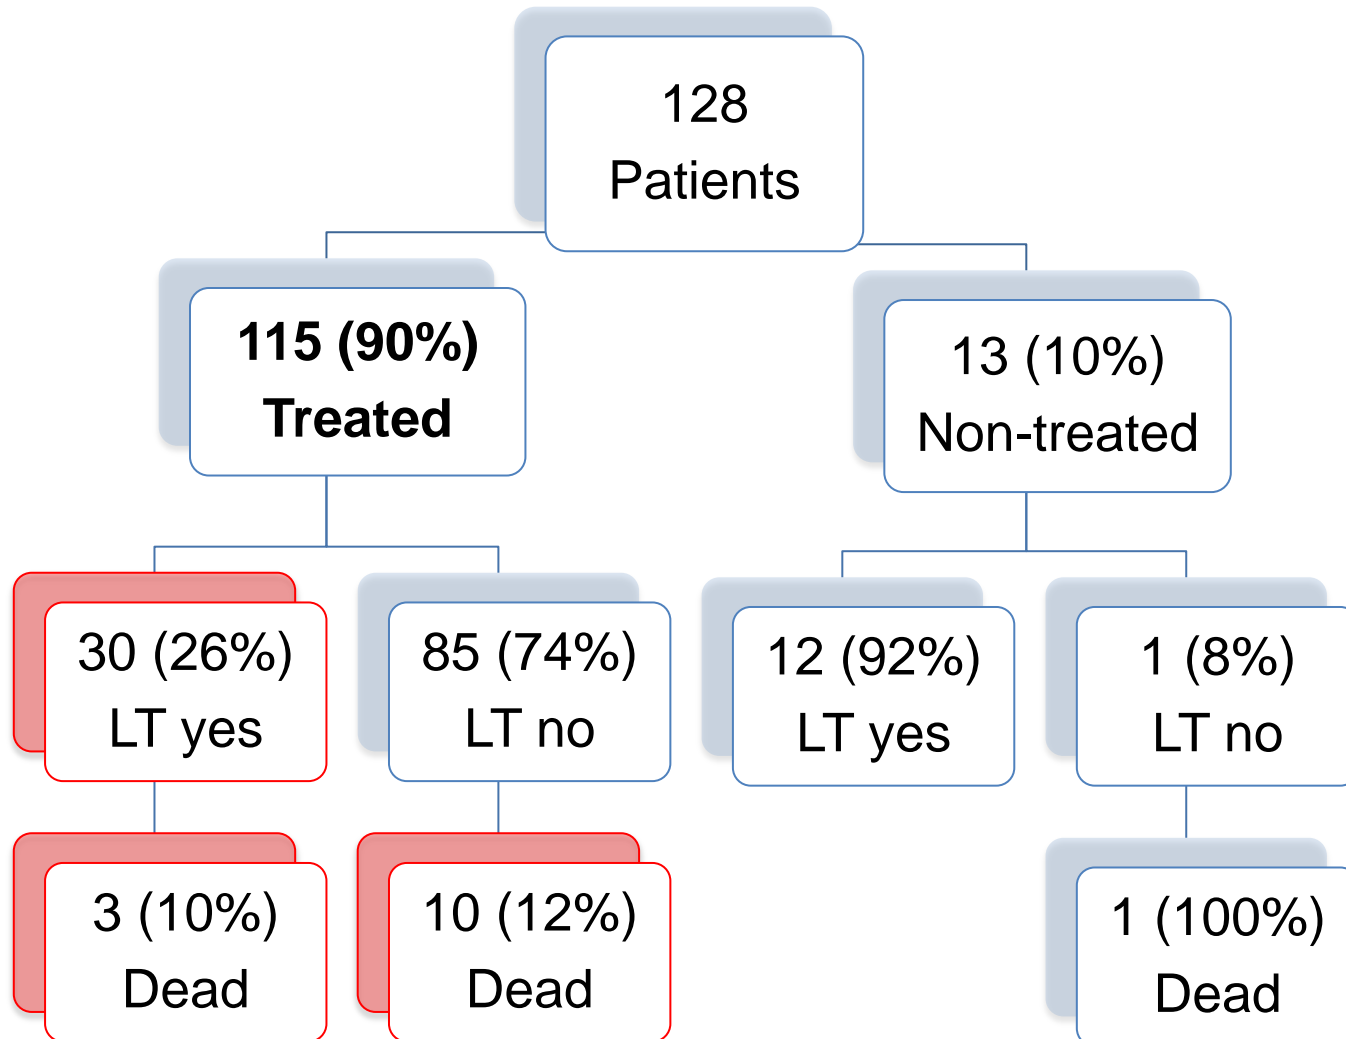 128
Patients
115 (90%)
Treated
13 (10%)
Non-treated
30 (26%)
LT yes
85 (74%)
LT no
12 (92%)
LT yes
1 (8%)
LT no
3 (10%)
Dead
10 (12%)
Dead
1 (100%)
Dead